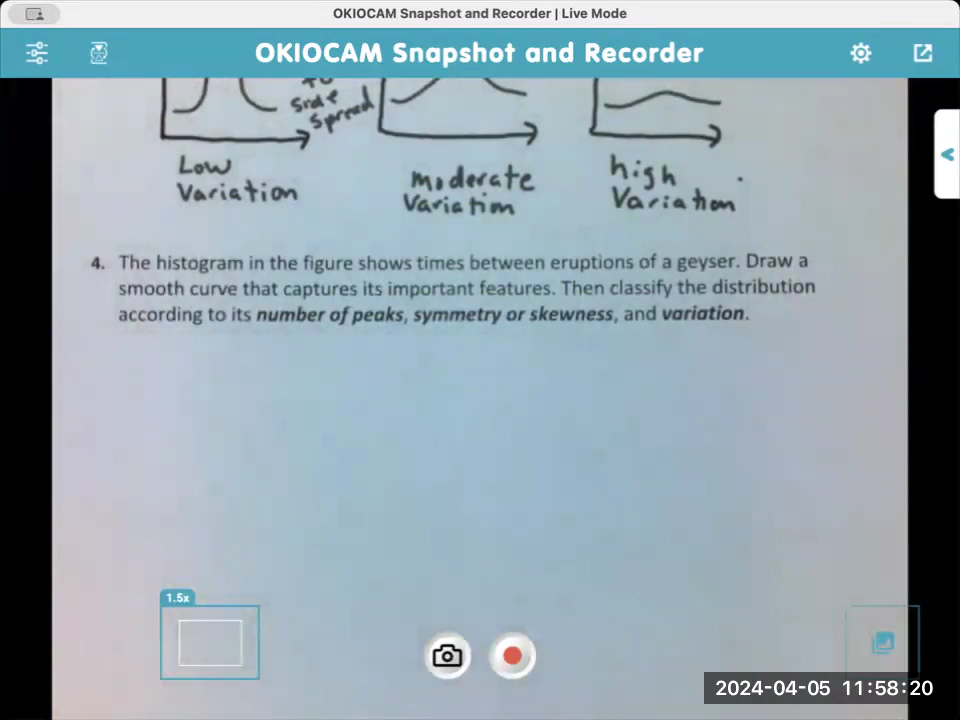 OKIOCAM Snapshot and Recorder | Live Mode
OKIOCAM Snapshot and Recorder
to
side
spread
Low
Variation
moderate
Variation
high
Variation
4. The histogram in the figure shows times between eruptions of a geyser. Draw a
smooth curve that captures its important features. Then classify the distribution
according to its number of peaks, symmetry or skewness, and variation.
1.5x
2024-04-05 11:58:20